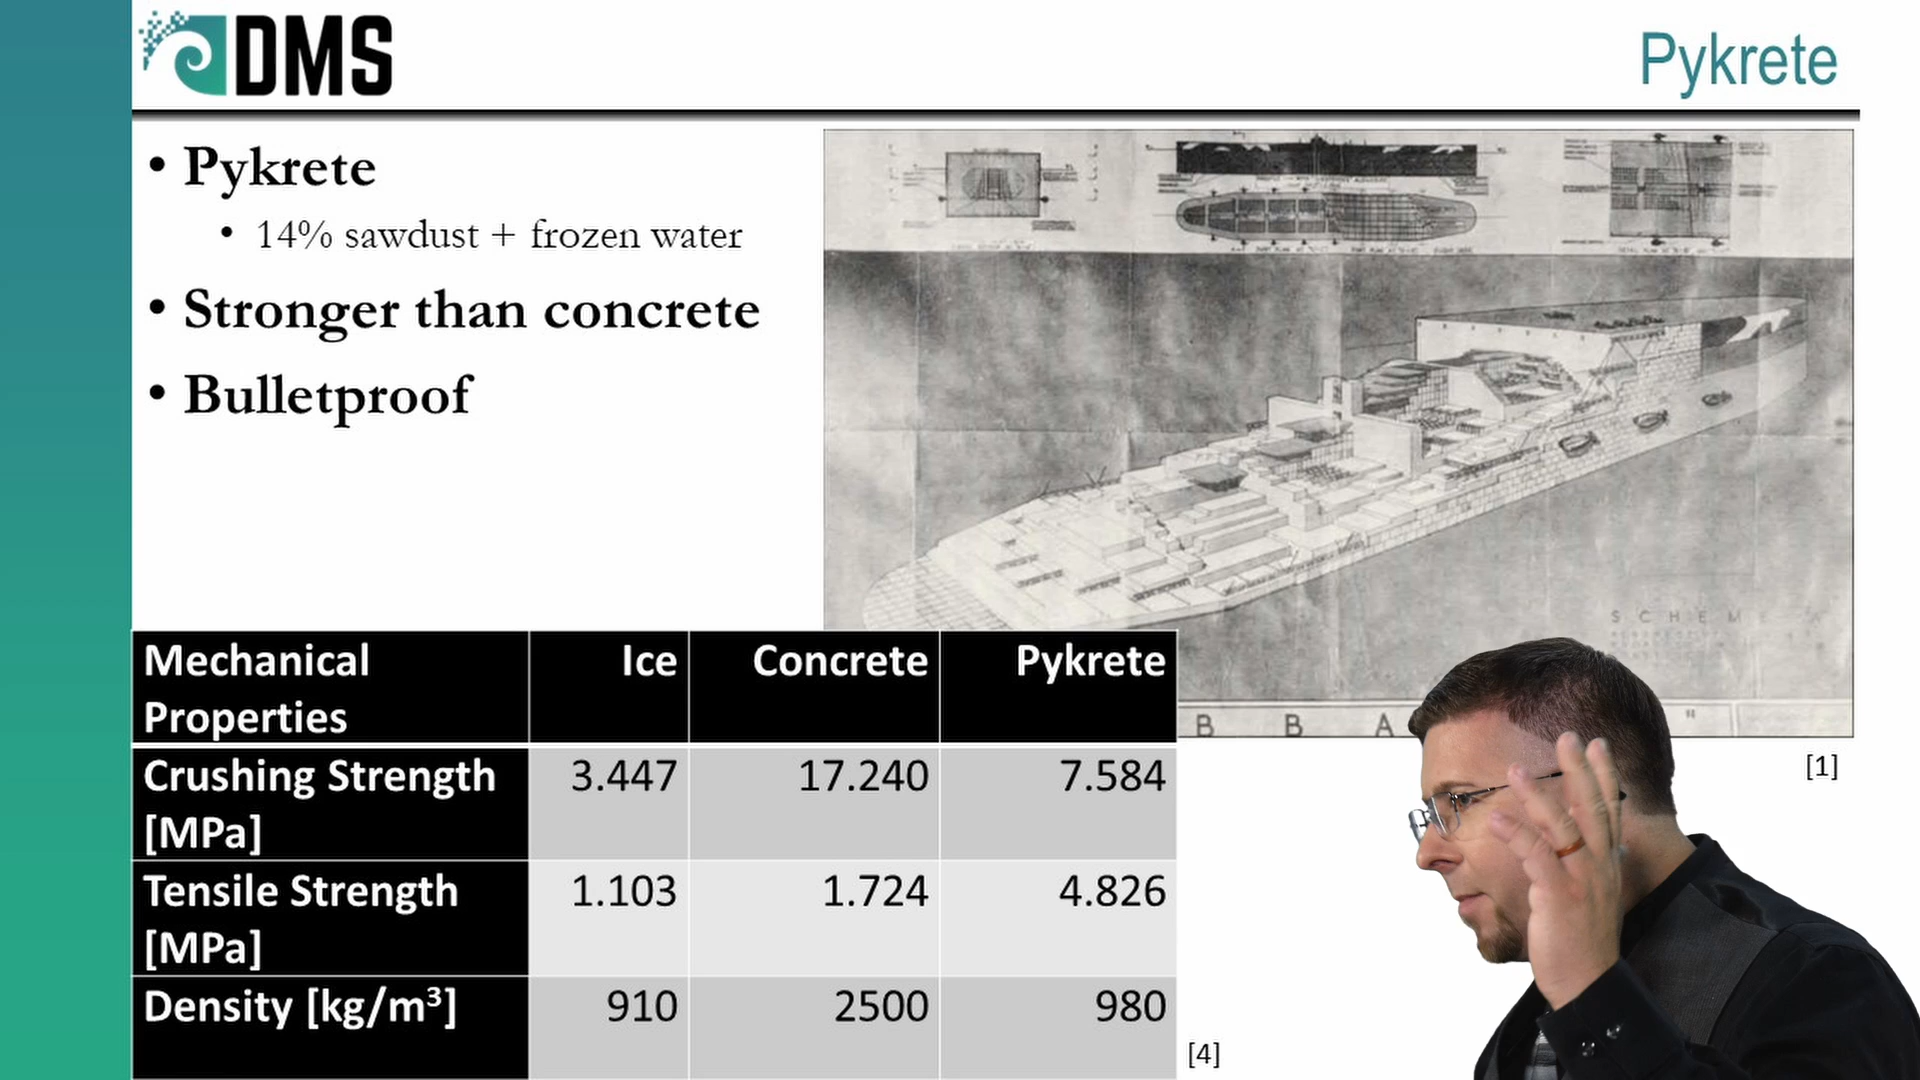 DMS
Pykrete
• Pykrete
• 14% sawdust + frozen water
• Stronger than concrete
• Bulletproof
SCHEM
B B A
[1]
Mechanical Properties Ice Concrete Pykrete
Crushing Strength [MPa] 3.447 17.240 7.584
Tensile Strength [MPa] 1.103 1.724 4.826
Density [kg/m³] 910 2500 980
[4]